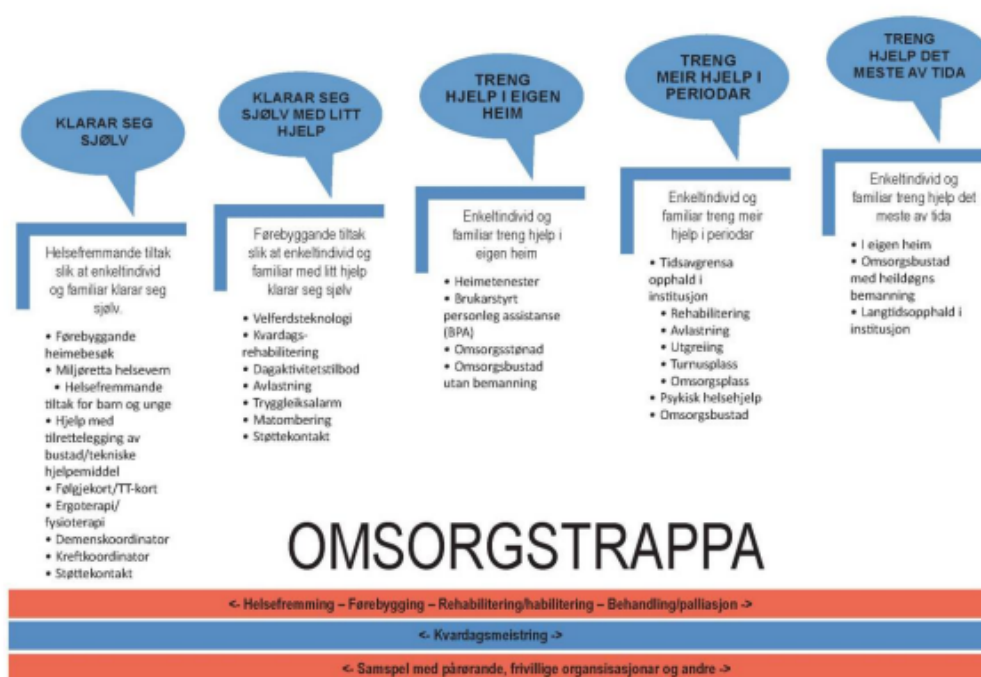 KLARAR SEG
SJØLV
Helsefremmande tiltak
slik at enkeltindivid
og familiar klarar seg
sjølv.
• Førebyggande
heimebesøk
• Miljøretta helsevern
• Helsefremmande
tiltak for barn og unge
• Hjelp med
tilrettelegging av
bustad/tekniske
hjelpemiddel
• Følgjekort/TT-kort
• Ergoterapi/
fysioterapi
• Demenskoordinator
• Kreftkoordinator
• Støttekontakt
KLARAR SEG
SJØLV MED LITT
HJELP
Førebyggande tiltak
slik at enkeltindivid og
familiar med litt hjelp
klarar seg sjølv
• Velferdsteknologi
• Kvardags-
rehabilitering
• Dagaktivitetstilbod
• Avlastning
• Tryggleiksalarm
• Matombering
• Støttekontakt
TRENG
HJELP I EIGEN
HEIM
Enkeltindivid og
familiar treng hjelp i
eigen heim
• Heimetenester
• Brukarstyrt
personleg assistanse
(BPA)
• Omsorgsstønad
• Omsorgsbustad
utan bemanning
TRENG
MEIR HJELP I
PERIODAR
Enkeltindivid og
familiar treng meir
hjelp i periodar
• Tidsavgrensa
opphald i
institusjon
• Rehabilitering
• Avlastning
• Utgreiing
• Turnusplass
• Omsorgsplass
• Psykisk helsehjelp
• Omsorgsbustad
TRENG
HJELP DET
MESTE AV TIDA
Enkeltindivid og
familiar treng hjelp det
meste av tida
• I eigen heim
• Omsorgsbustad
med heildøgns
bemanning
• Langtidsopphald i
institusjon
OMSORGSTRAPPA
<- Helsefremming – Førebygging – Rehabilitering/habilitering – Behandling/palliasjon ->
<- Kvardagsmeistring ->
<- Samspel med pårørande, frivillige organsisasjonar og andre ->